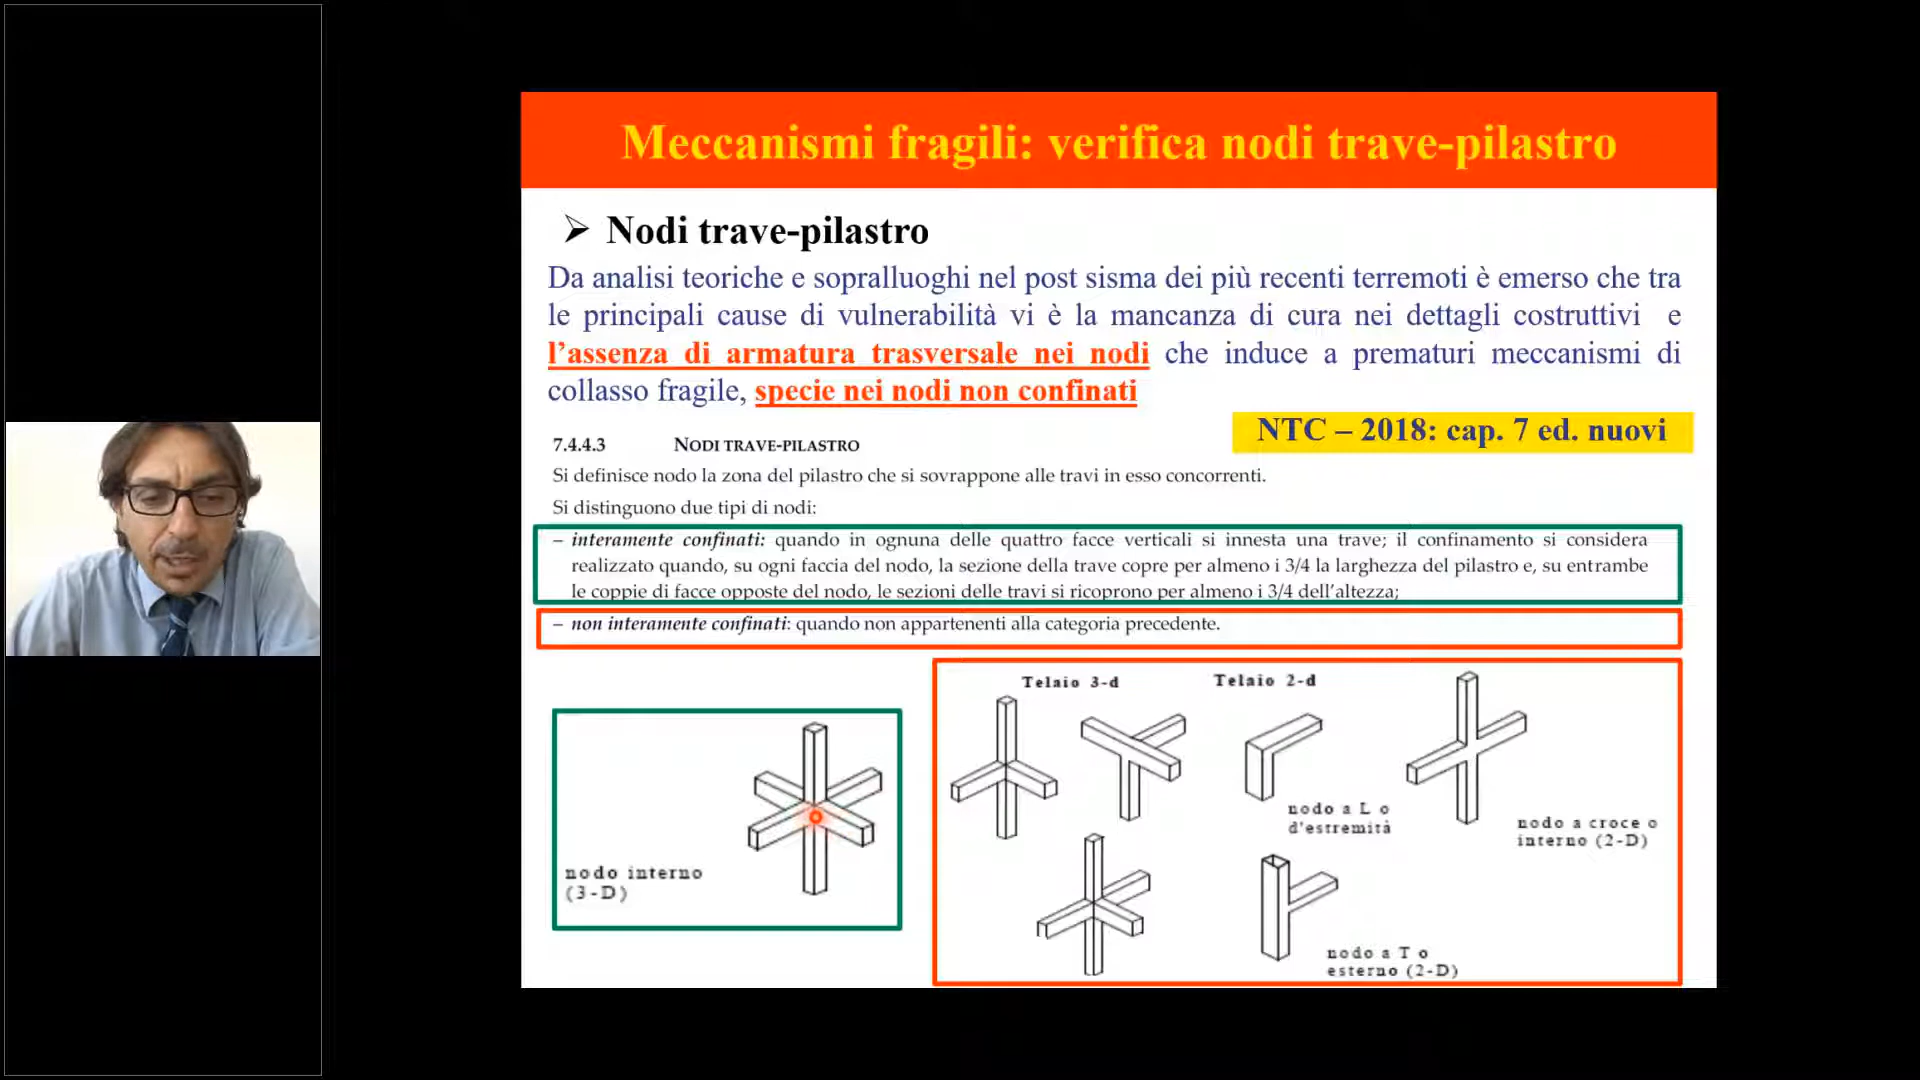 Meccanismi fragili: verifica nodi trave-pilastro
➢ Nodi trave-pilastro
Da analisi teoriche e sopralluoghi nel post sisma dei più recenti terremoti è emerso che tra
le principali cause di vulnerabilità vi è la mancanza di cura nei dettagli costruttivi e
l’assenza di armatura trasversale nei nodi che induce a prematuri meccanismi di
collasso fragile, specie nei nodi non confinati
NTC – 2018: cap. 7 ed. nuovi
7.4.4.3 NODI TRAVE-PILASTRO
Si definisce nodo la zona del pilastro che si sovrappone alle travi in esso concorrenti.
Si distinguono due tipi di nodi:
– interamente confinati: quando in ognuna delle quattro facce verticali si innesta una trave; il confinamento si considera
realizzato quando, su ogni faccia del nodo, la sezione della trave copre per almeno i 3/4 la larghezza del pilastro e, su entrambe
le coppie di facce opposte del nodo, le sezioni delle travi si ricoprono per almeno i 3/4 dell’altezza;
– non interamente confinati: quando non appartenenti alla categoria precedente.
nodo interno
(3-D)
Telaio 3-d
Telaio 2-d
nodo a L o
d'estremità
nodo a croce o
interno (2-D)
nodo a T o
esterno (2-D)